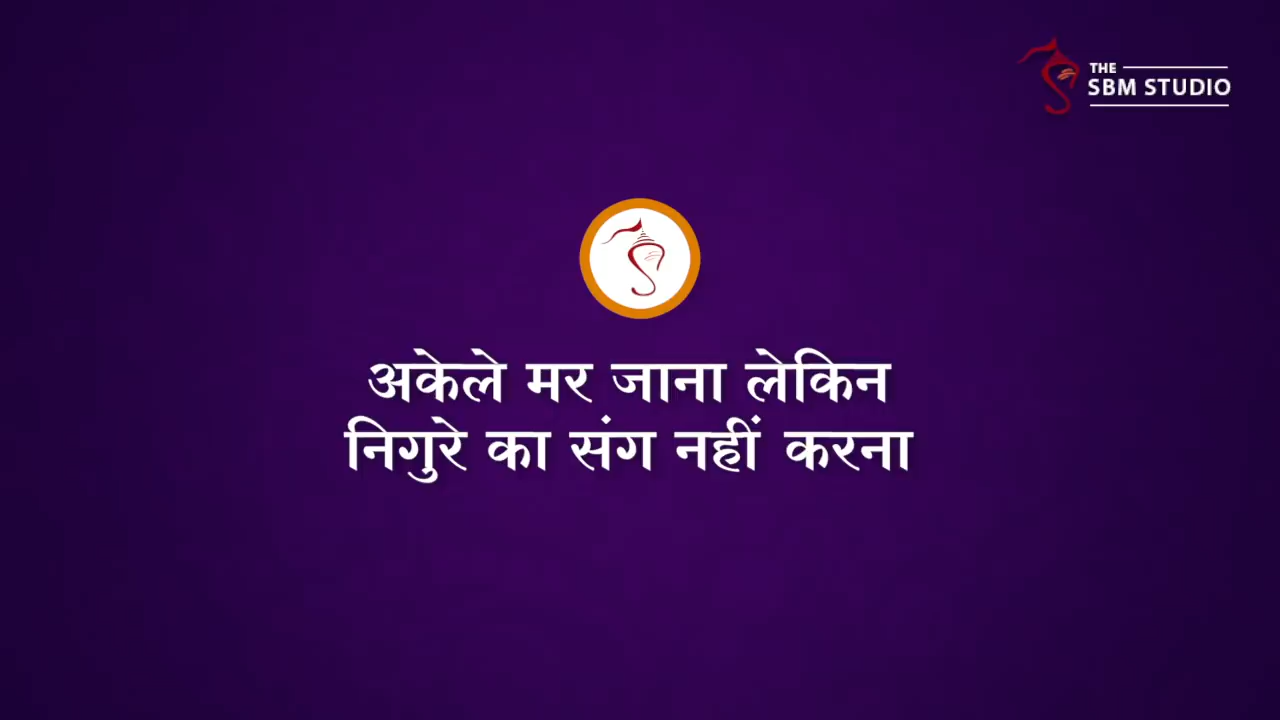 THE
SBM STUDIO
अकेले मर जाना लेकिन
निगुरे का संग नहीं करना